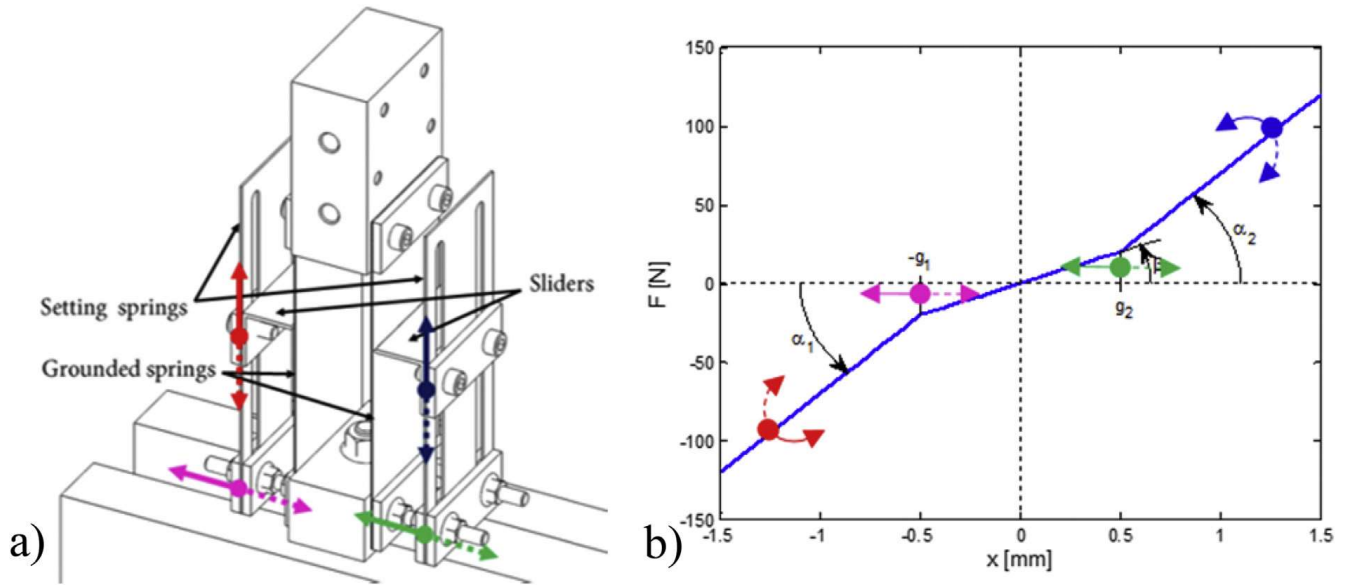 Setting springs
Sliders
Grounded springs
a)
150
100
50
0
-50
-100
-150
F [N]
-g₁
g₂
α₁
α₂
β
-1.5 -1 -0.5 0 0.5 1 1.5
x [mm]
b)